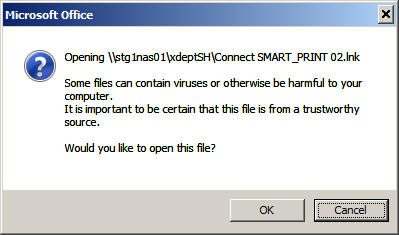 Microsoft Office
Opening \\stg1nas01\xdeptSH\Connect SMART_PRINT 02.lnk
Some files can contain viruses or otherwise be harmful to your
computer.
It is important to be certain that this file is from a trustworthy
source.
Would you like to open this file?
OK
Cancel